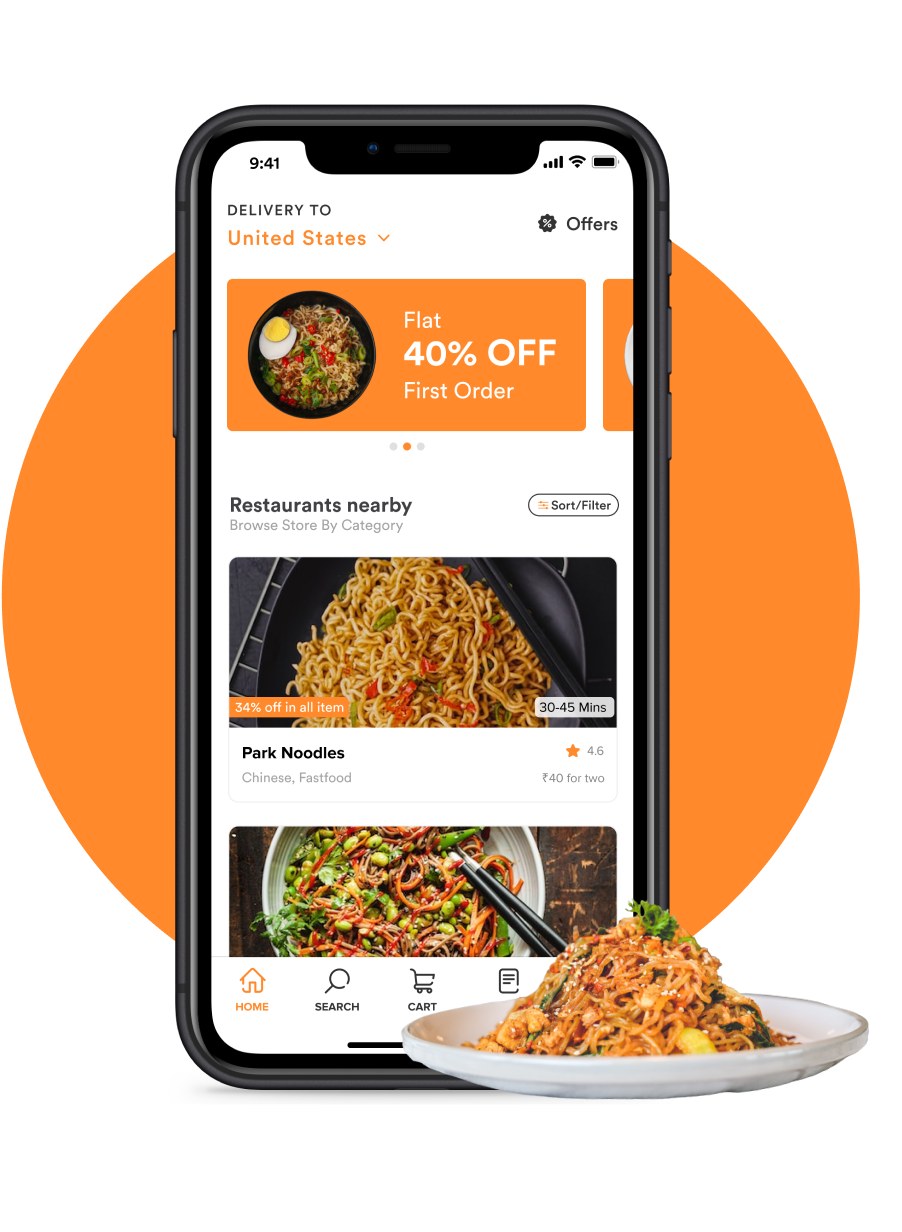 9:41
DELIVERY TO
United States
Offers
Flat
40% OFF
First Order
Restaurants nearby
Browse Store By Category
Sort/Filter
34% off in all item
30-45 Mins
Park Noodles
4.6
Chinese, Fastfood
₹40 for two
HOME
SEARCH
CART